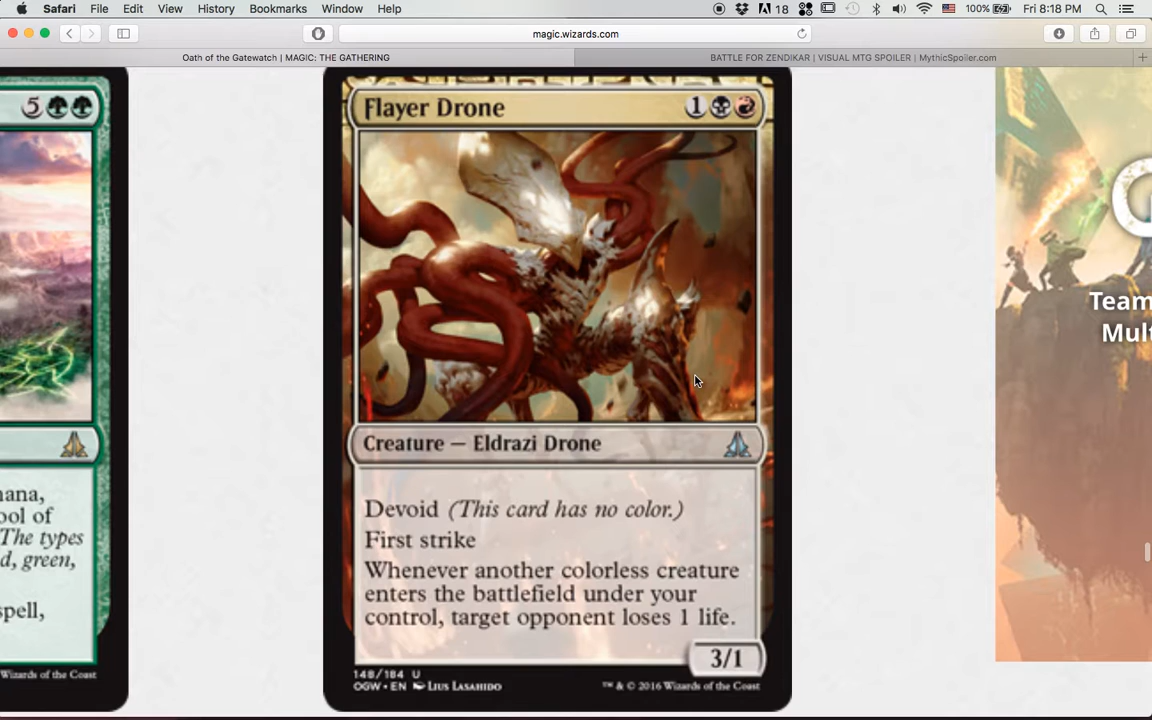 Safari File Edit View History Bookmarks Window Help 18 100% Fri 8:18 PM
magic.wizards.com
Oath of the Gatewatch | MAGIC: THE GATHERING BATTLE FOR ZENDIKAR | VISUAL MTG SPOILER | MythicSpoiler.com
5
Flayer Drone 1
Creature — Eldrazi Drone
Devoid (This card has no color.)
First strike
Whenever another colorless creature
enters the battlefield under your
control, target opponent loses 1 life.
3/1
148/184 U
OGW • EN Lius Lasahido ™ & © 2016 Wizards of the Coast
mana,
ool of
The types
d, green,
spell,
Wizards of the Coast
Team
Mult